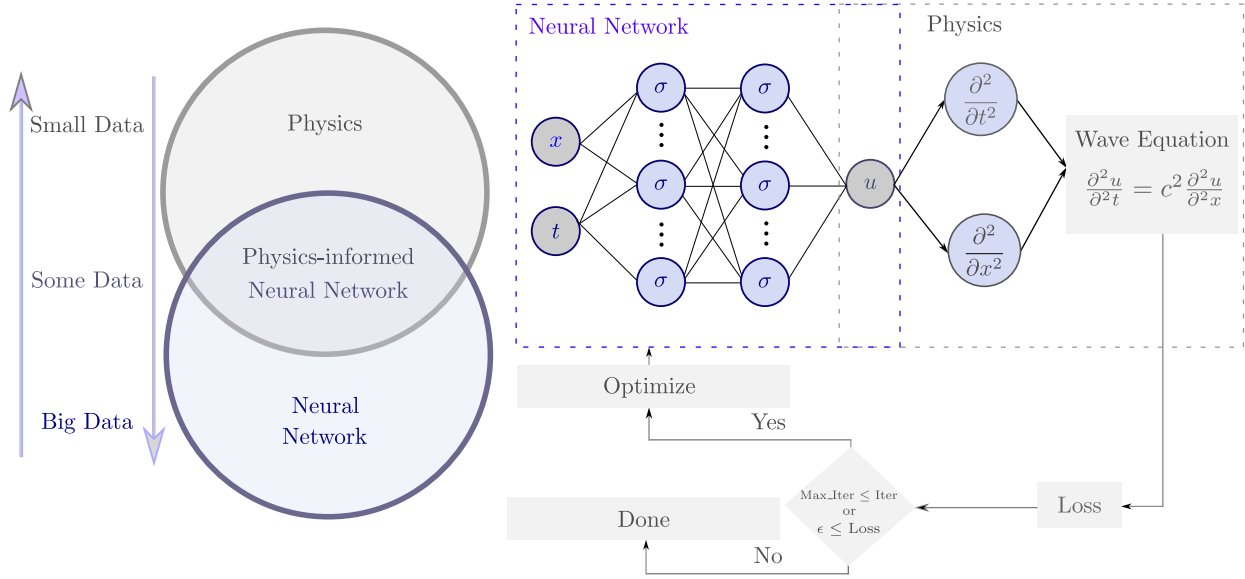 Small Data
Some Data
Big Data
Physics
Physics-informed
Neural Network
Neural
Network
Neural Network
x
t
σ
σ
σ
σ
σ
σ
u
Physics
∂²/∂t²
∂²/∂x²
Wave Equation
∂²u/∂²t = c² ∂²u/∂²x
Optimize
Yes
Max_Iter ≤ Iter
or
ϵ ≤ Loss
Loss
Done
No